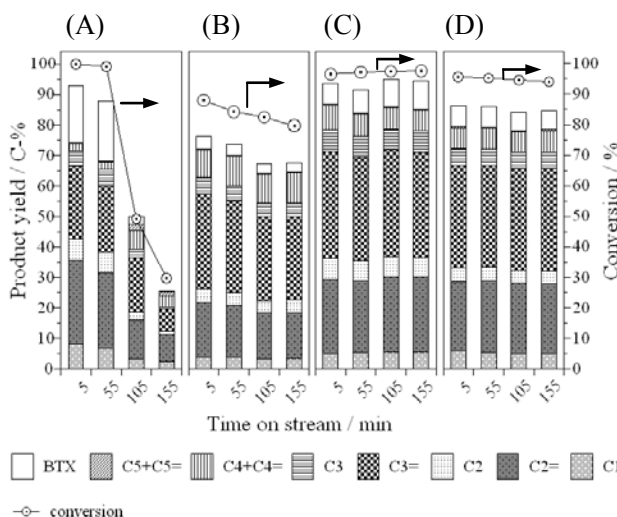 (A) (B) (C) (D)
100 100
90 90
80 80
70 70
60 60
50 50
40 40
30 30
20 20
10 10
0 0
Product yield / C-%
Conversion / %
5 55 105 155 5 55 105 155 5 55 105 155 5 55 105 155
Time on stream / min
BTX C5+C5= C4+C4= C3 C3= C2 C2= C1
conversion